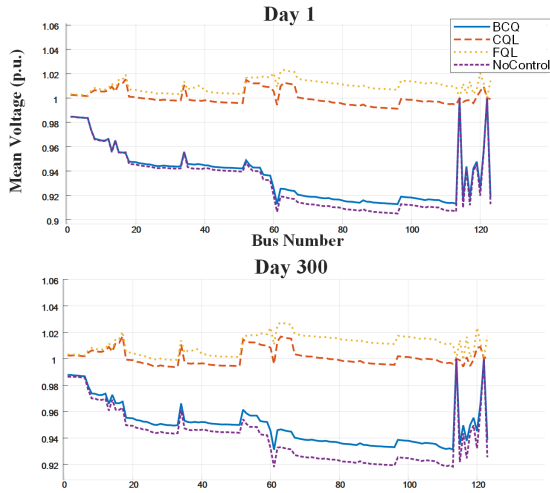 Day 1
BCQ
CQL
FQL
NoControl
Mean Voltage (p.u.)
1.06
1.04
1.02
1
0.98
0.96
0.94
0.92
0.9
0 20 40 60 80 100 120
Bus Number
Day 300
1.06
1.04
1.02
1
0.98
0.96
0.94
0.92
0 20 40 60 80 100 120